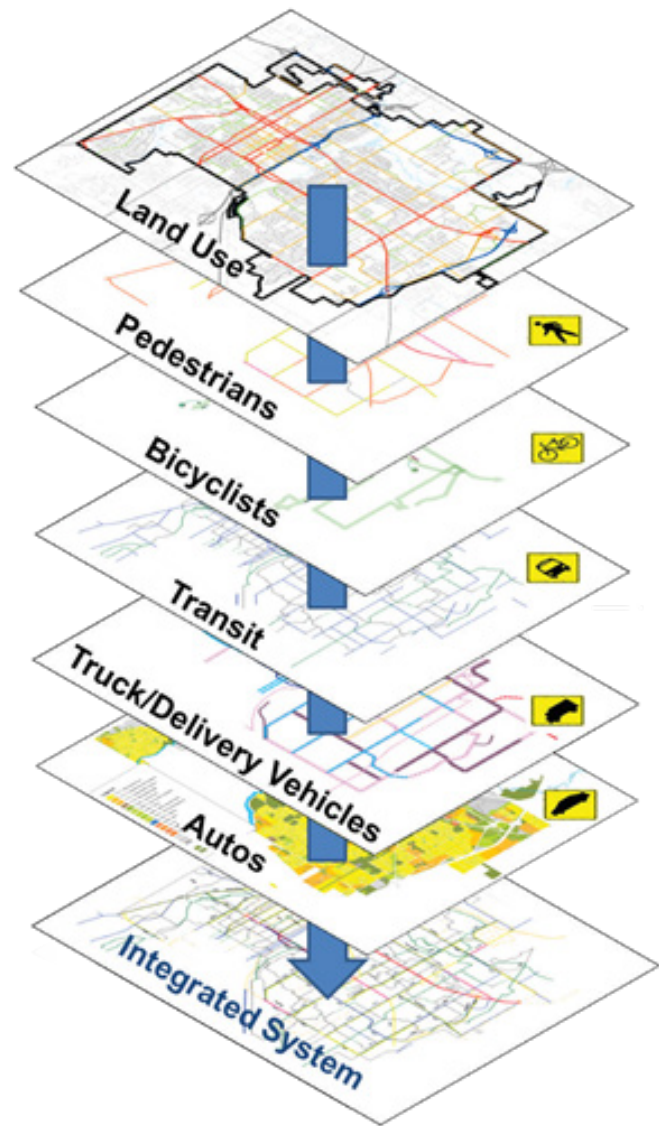 Land Use
Pedestrians
Bicyclists
Transit
Truck/Delivery Vehicles
Autos
Integrated System